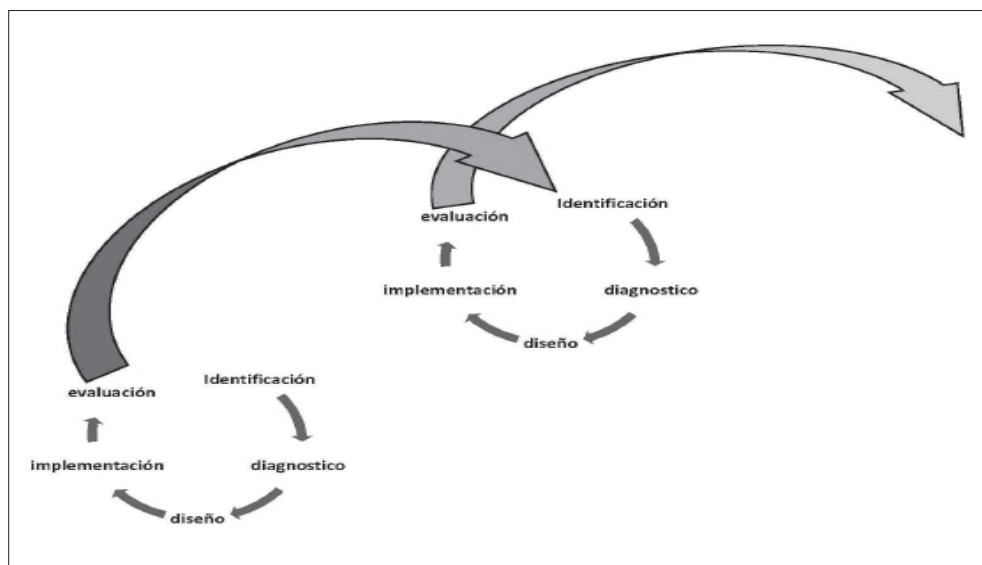 evaluación
Identificación
implementación
diagnostico
diseño
evaluación
Identificación
implementación
diagnostico
diseño